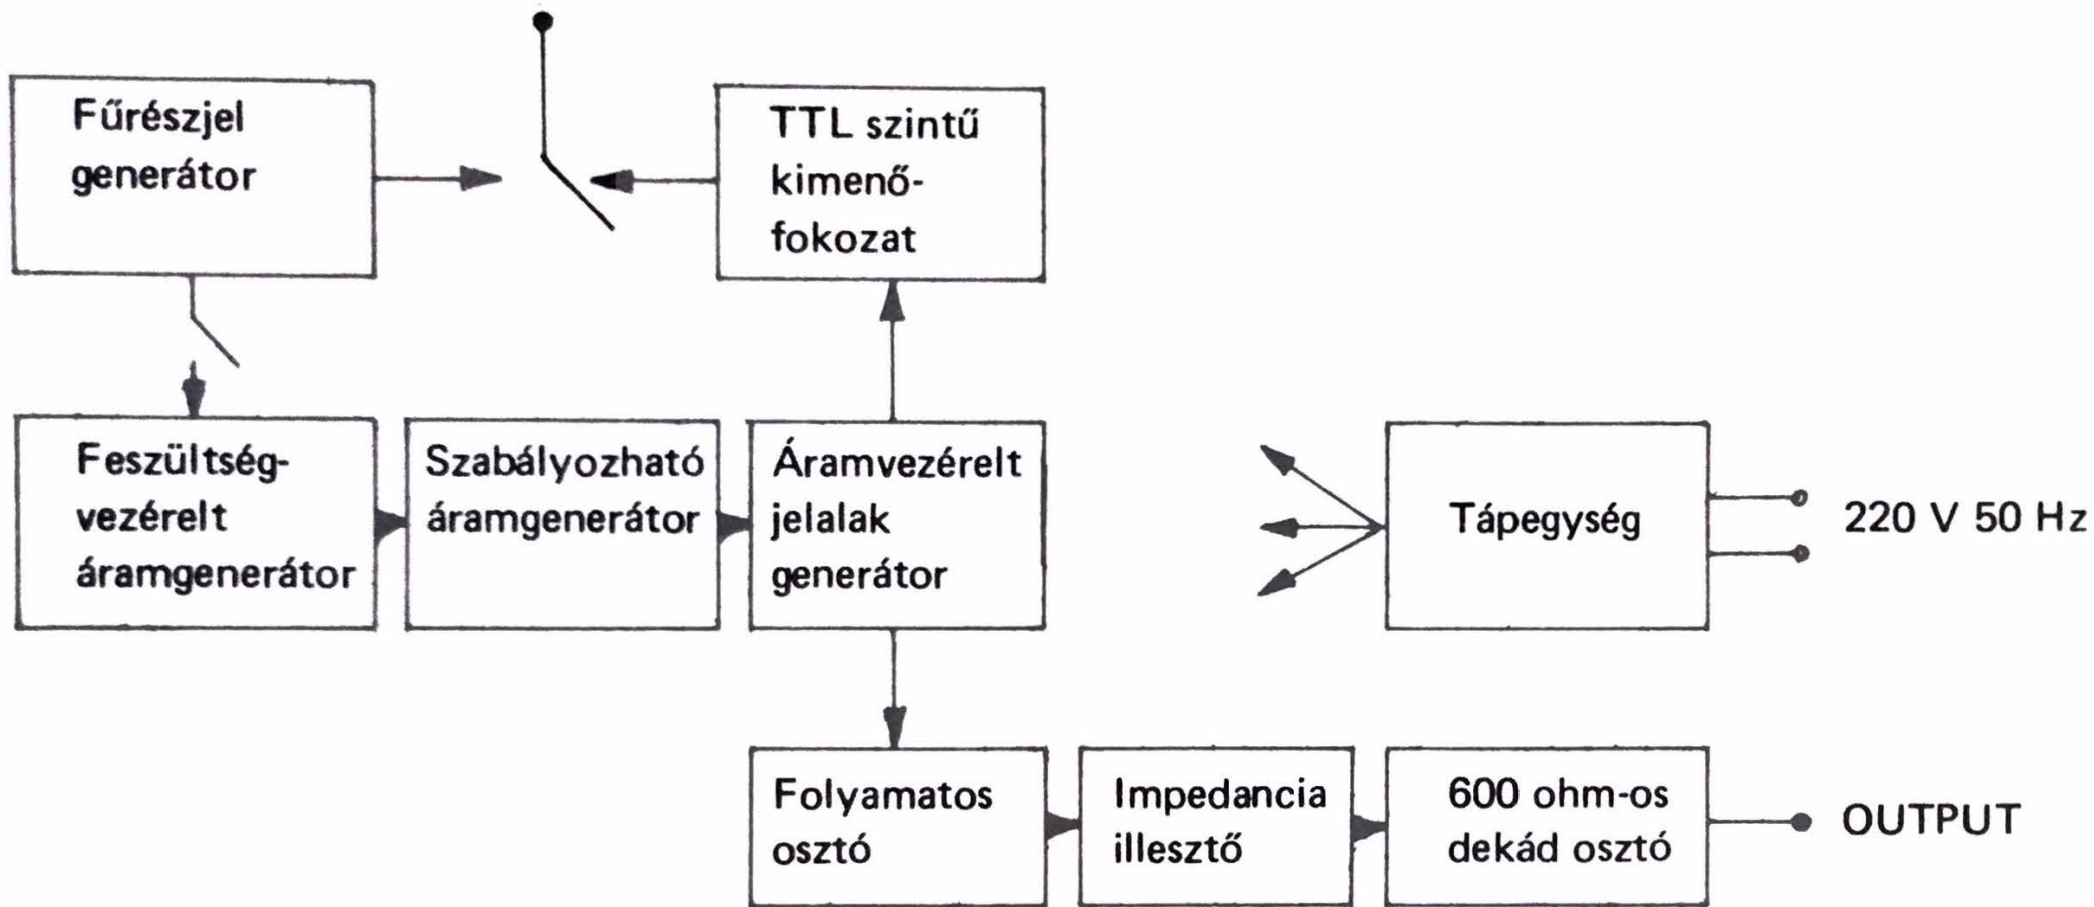 Fűrészjel
generátor
TTL szintű
kimenő-
fokozat
Feszültség-
vezérelt
áramgenerátor
Szabályozható
áramgenerátor
Áramvezérelt
jelalak
generátor
Tápegység
220 V 50 Hz
Folyamatos
osztó
Impedancia
illesztő
600 ohm-os
dekád osztó
OUTPUT